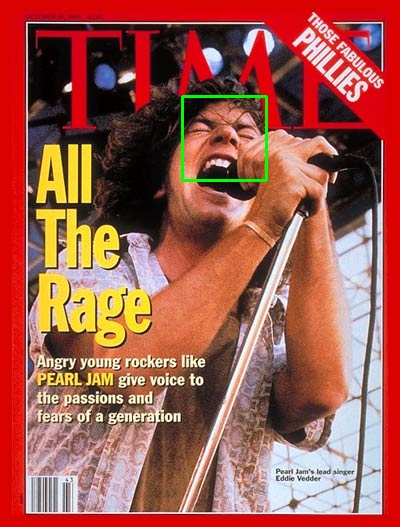 TIME
THOSE FABULOUS
PHILLIES
All
The
Rage
Angry young rockers like
PEARL JAM give voice to
the passions and
fears of a generation
Pearl Jam's lead singer
Eddie Vedder
43